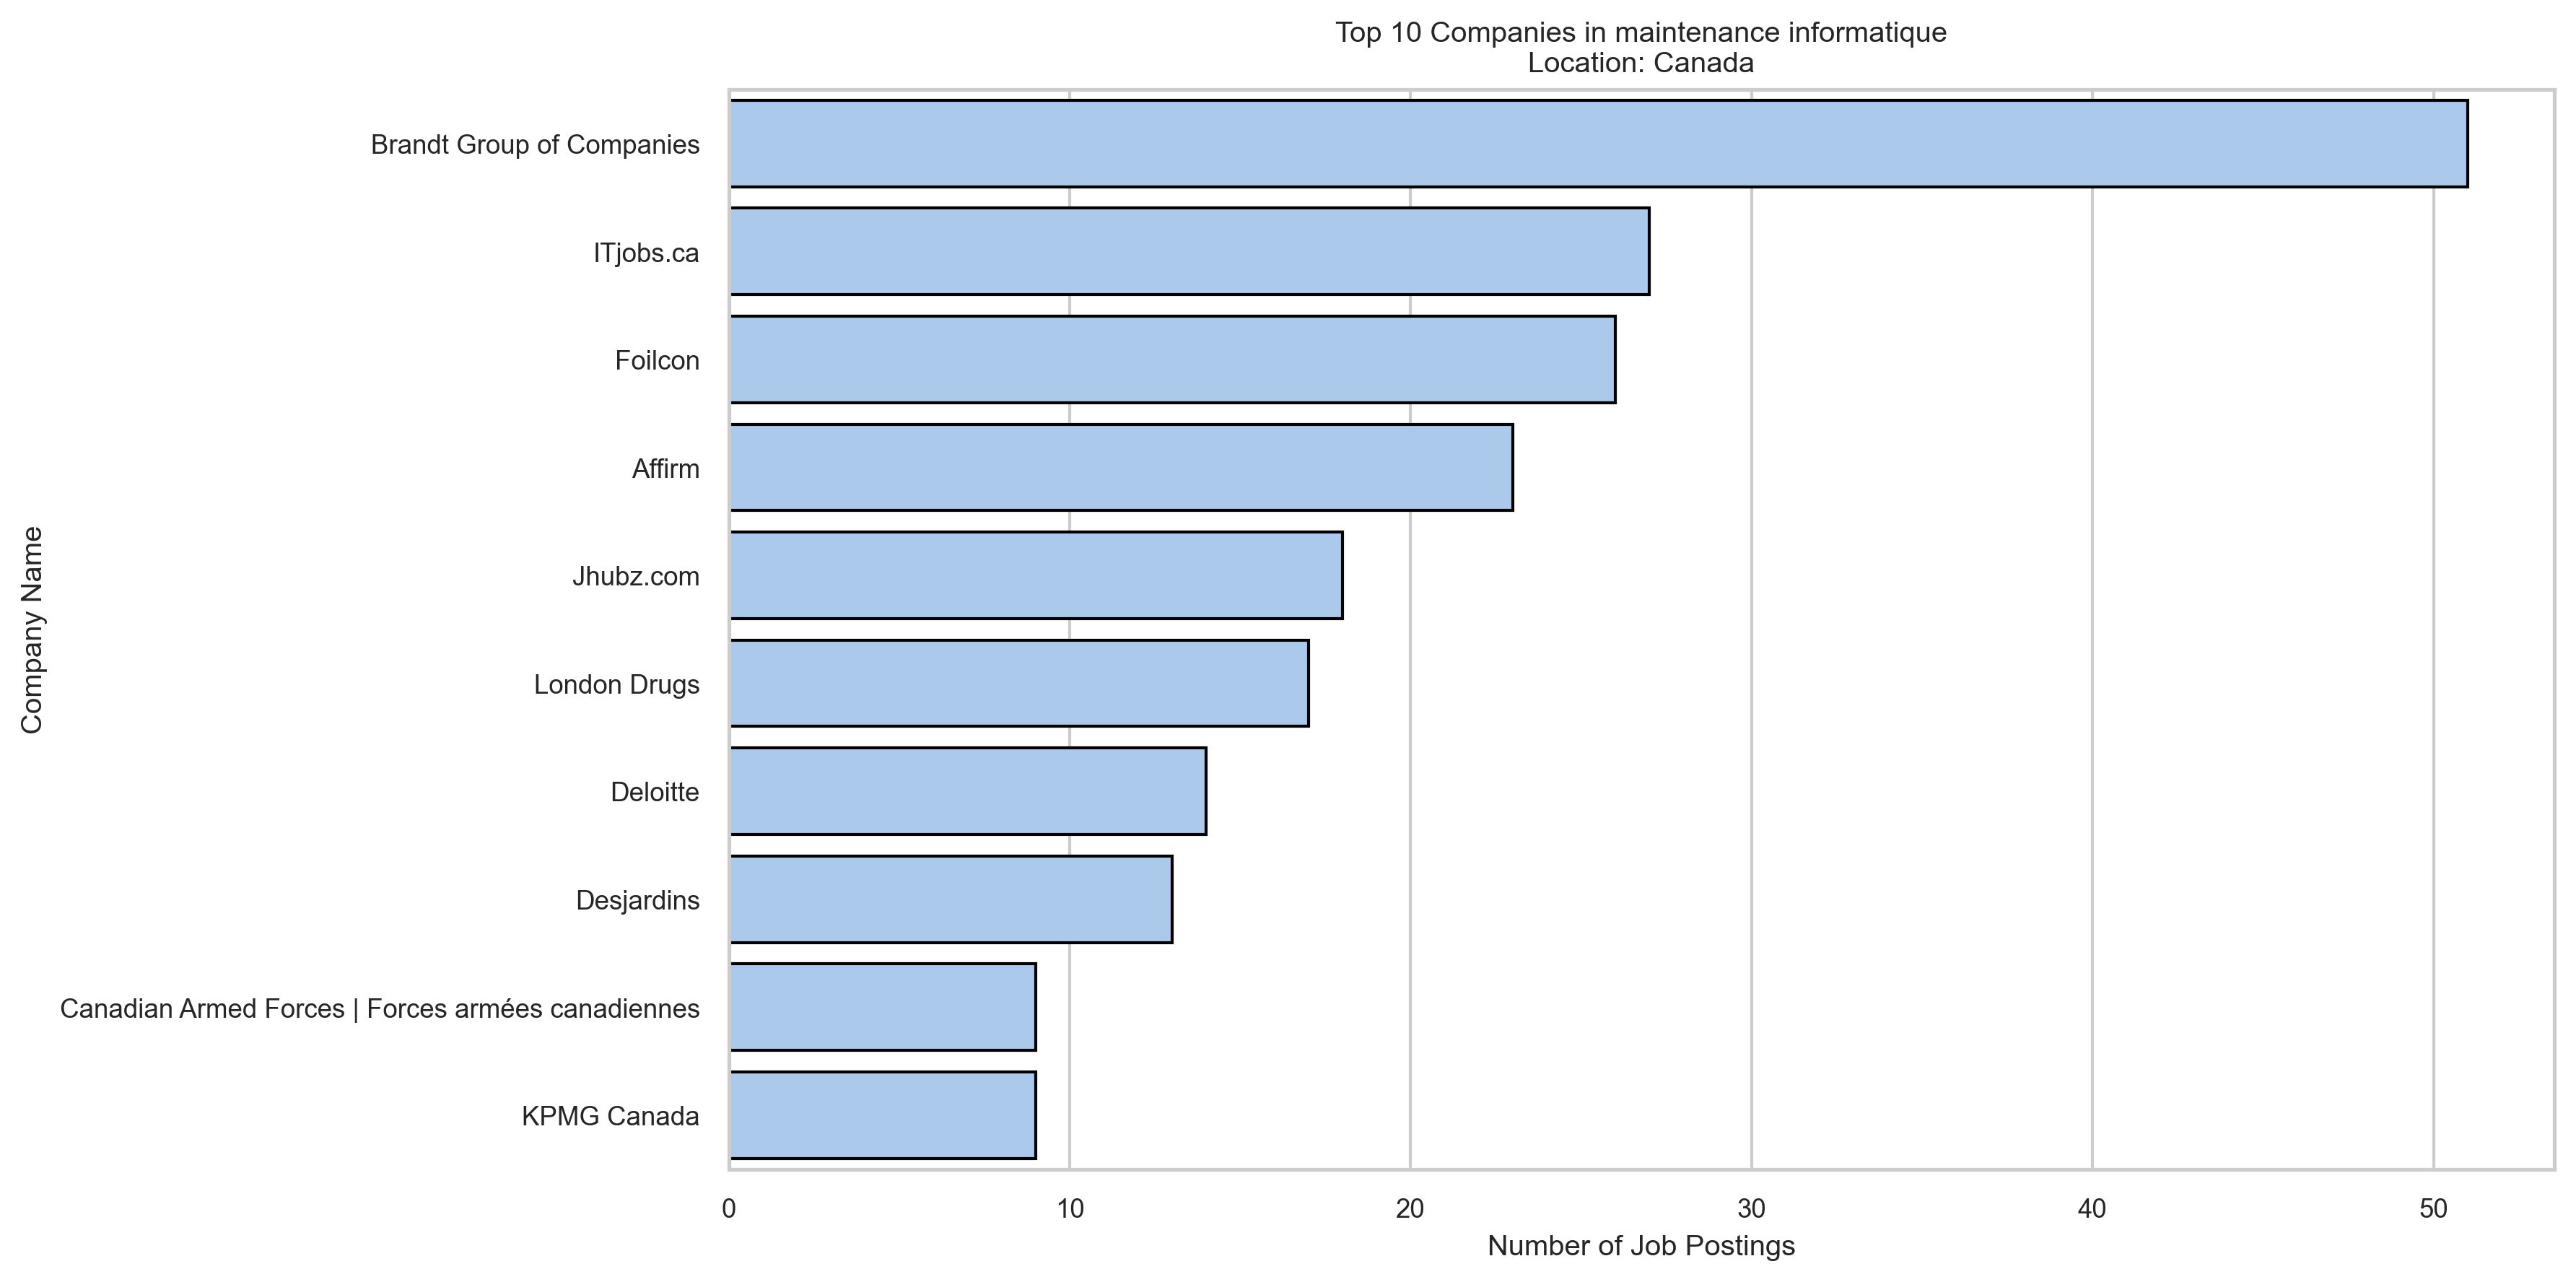 Top 10 Companies in maintenance informatique
Location: Canada
Company Name
Brandt Group of Companies
ITjobs.ca
Foilcon
Affirm
Jhubz.com
London Drugs
Deloitte
Desjardins
Canadian Armed Forces | Forces armées canadiennes
KPMG Canada
0 10 20 30 40 50
Number of Job Postings